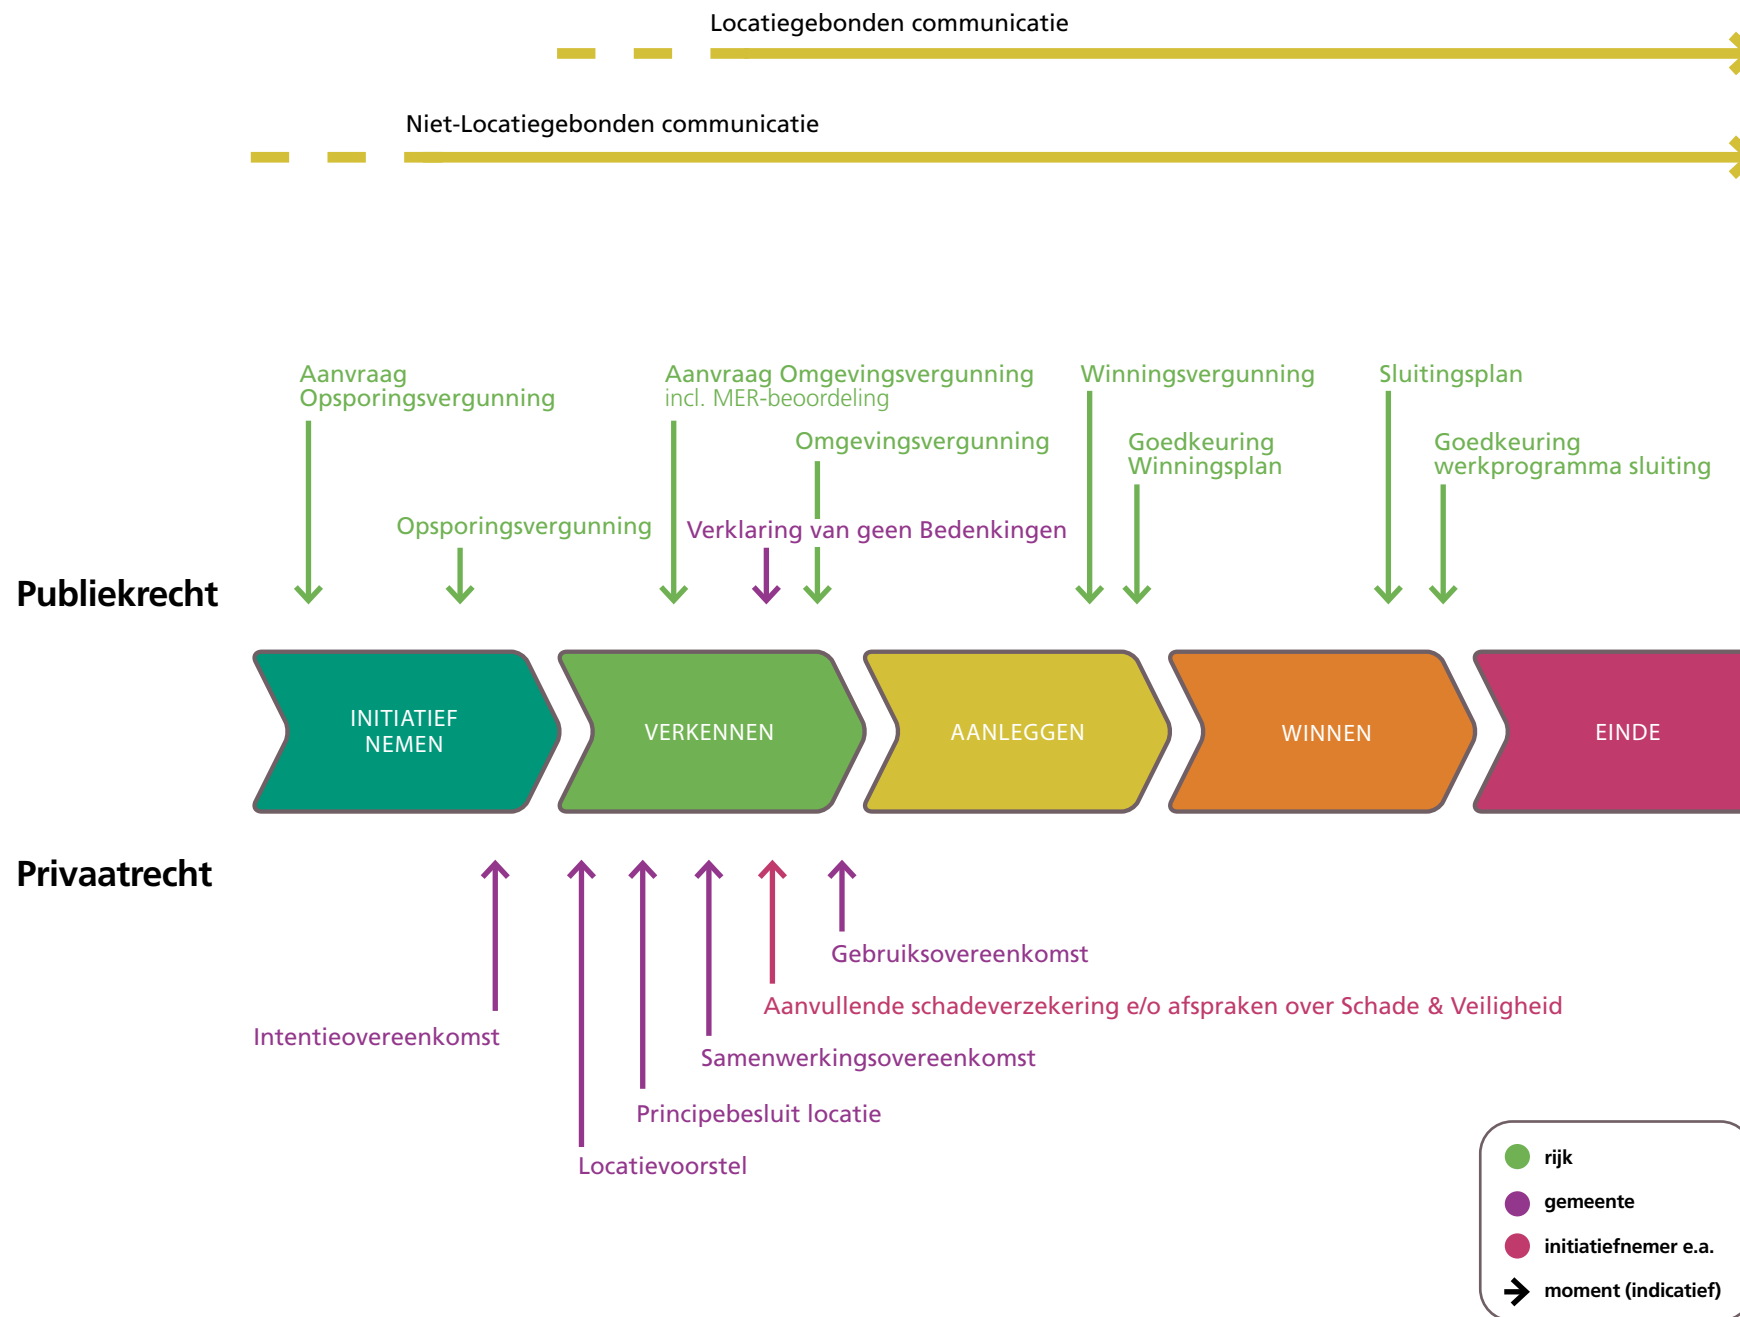 Locatiegebonden communicatie
Niet-Locatiegebonden communicatie
Aanvraag
Opsporingsvergunning
Aanvraag Omgevingsvergunning
incl. MER-beoordeling
Winningsvergunning
Sluitingsplan
Omgevingsvergunning
Goedkeuring
Winningsplan
Goedkeuring
werkprogramma sluiting
Opsporingsvergunning
Verklaring van geen Bedenkingen
Publiekrecht
INITIATIEF
NEMEN
VERKENNEN
AANLEGGEN
WINNEN
EINDE
Privaatrecht
Gebruiksovereenkomst
Aanvullende schadeverzekering e/o afspraken over Schade & Veiligheid
Intentieovereenkomst
Samenwerkingsovereenkomst
Principebesluit locatie
Locatievoorstel
rijk
gemeente
initiatiefnemer e.a.
moment (indicatief)